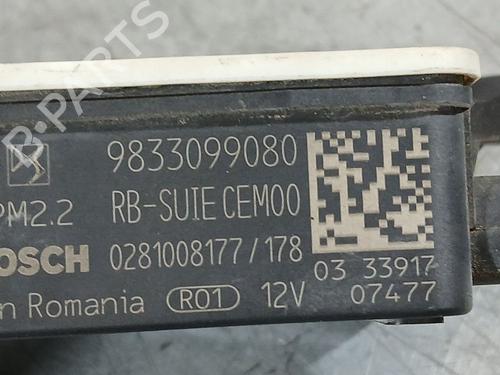 B-PARTS
9833099080
PM2.2 RB-SUIE CEM00
OSCH 0281008177/178
03 33917
n Romania R01 12V 07477